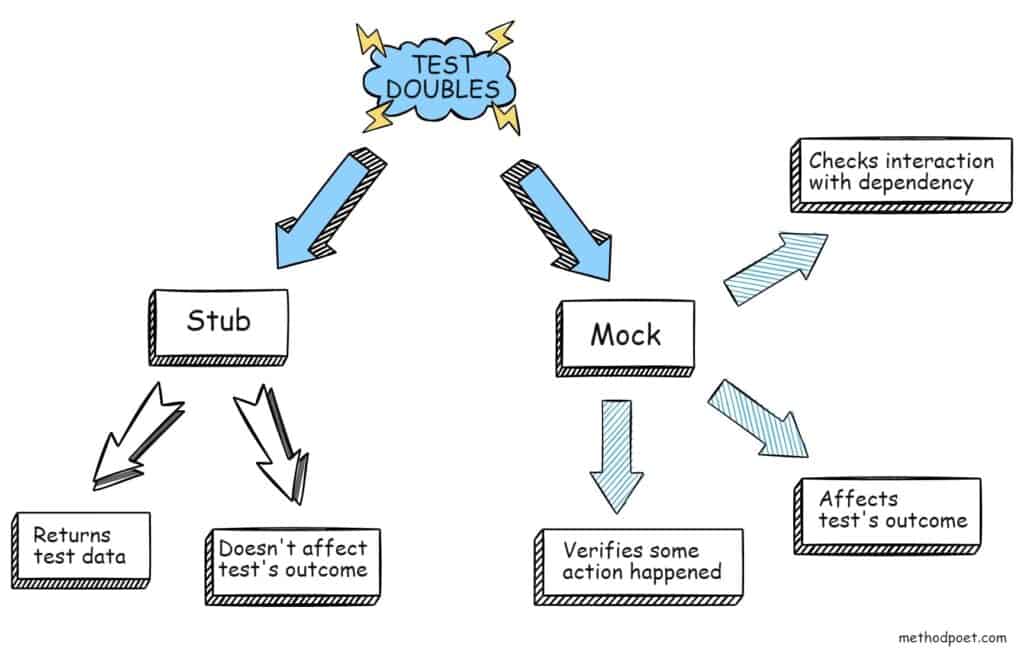 TEST
DOUBLES
Checks interaction
with dependency
Stub
Mock
Returns
test data
Doesn't affect
test's outcome
Verifies some
action happened
Affects
test's outcome
methodpoet.com